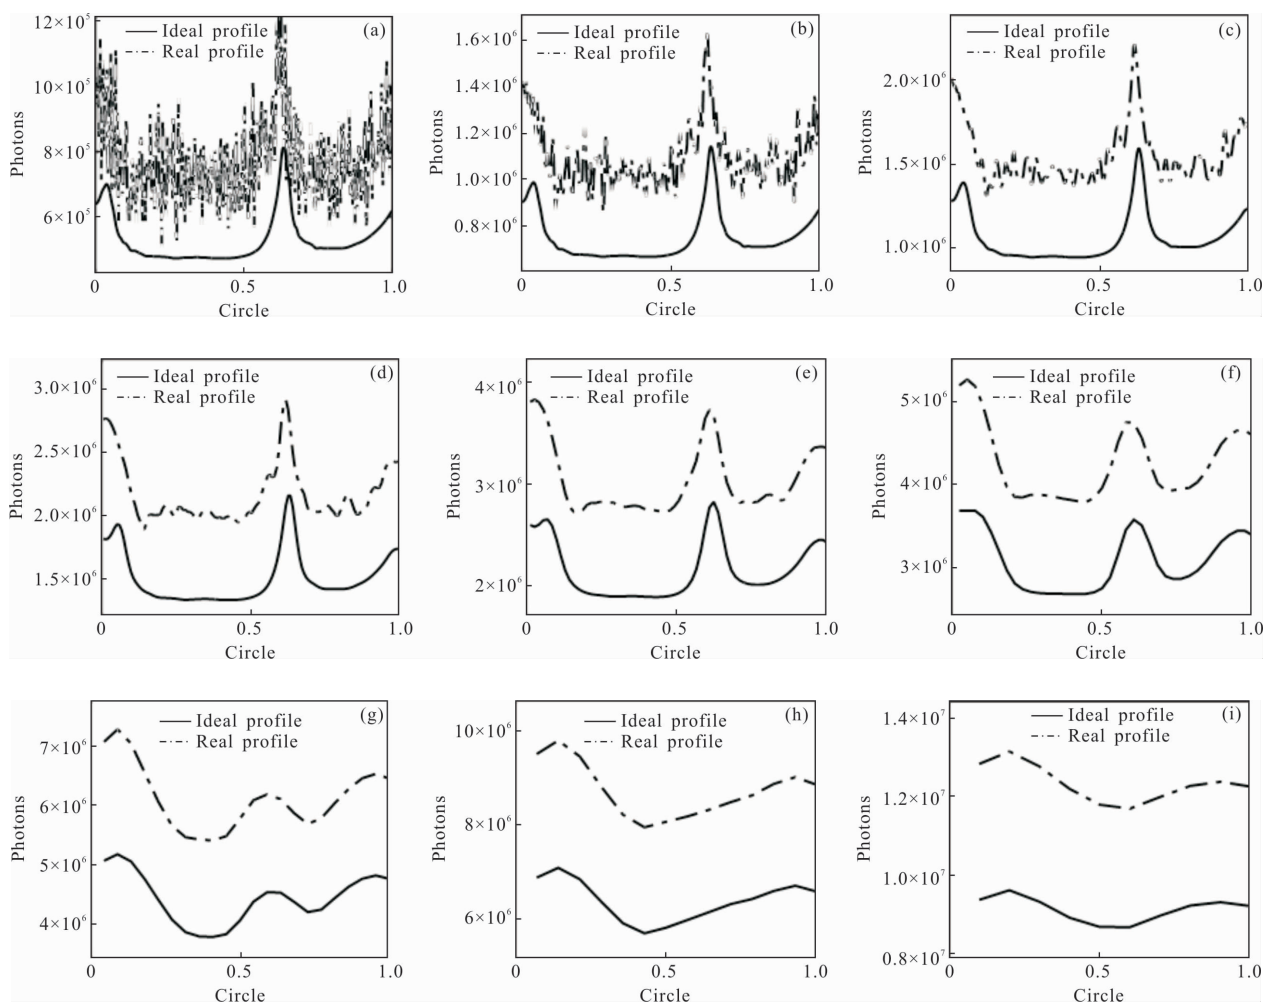 12×10⁵
Ideal profile
(a)
Real profile
10×10⁵
8×10⁵
6×10⁵
Photons
0
0.5
1.0
Circle
1.6×10⁶
Ideal profile
(b)
Real profile
1.4×10⁶
1.2×10⁶
1.0×10⁶
0.8×10⁶
Photons
0
0.5
1.0
Circle
Ideal profile
(c)
Real profile
2.0×10⁶
1.5×10⁶
1.0×10⁶
Photons
0
0.5
1.0
Circle
Ideal profile
(d)
Real profile
3.0×10⁶
2.5×10⁶
2.0×10⁶
1.5×10⁶
Photons
0
0.5
1.0
Circle
Ideal profile
(e)
Real profile
4×10⁶
3×10⁶
2×10⁶
Photons
0
0.5
1.0
Circle
Ideal profile
(f)
Real profile
5×10⁶
4×10⁶
3×10⁶
Photons
0
0.5
1.0
Circle
Ideal profile
(g)
Real profile
7×10⁶
6×10⁶
5×10⁶
4×10⁶
Photons
0
0.5
1.0
Circle
Ideal profile
(h)
Real profile
10×10⁶
8×10⁶
6×10⁶
Photons
0
0.5
1.0
Circle
1.4×10⁷
Ideal profile
(i)
Real profile
1.2×10⁷
1.0×10⁷
0.8×10⁷
Photons
0
0.5
1.0
Circle